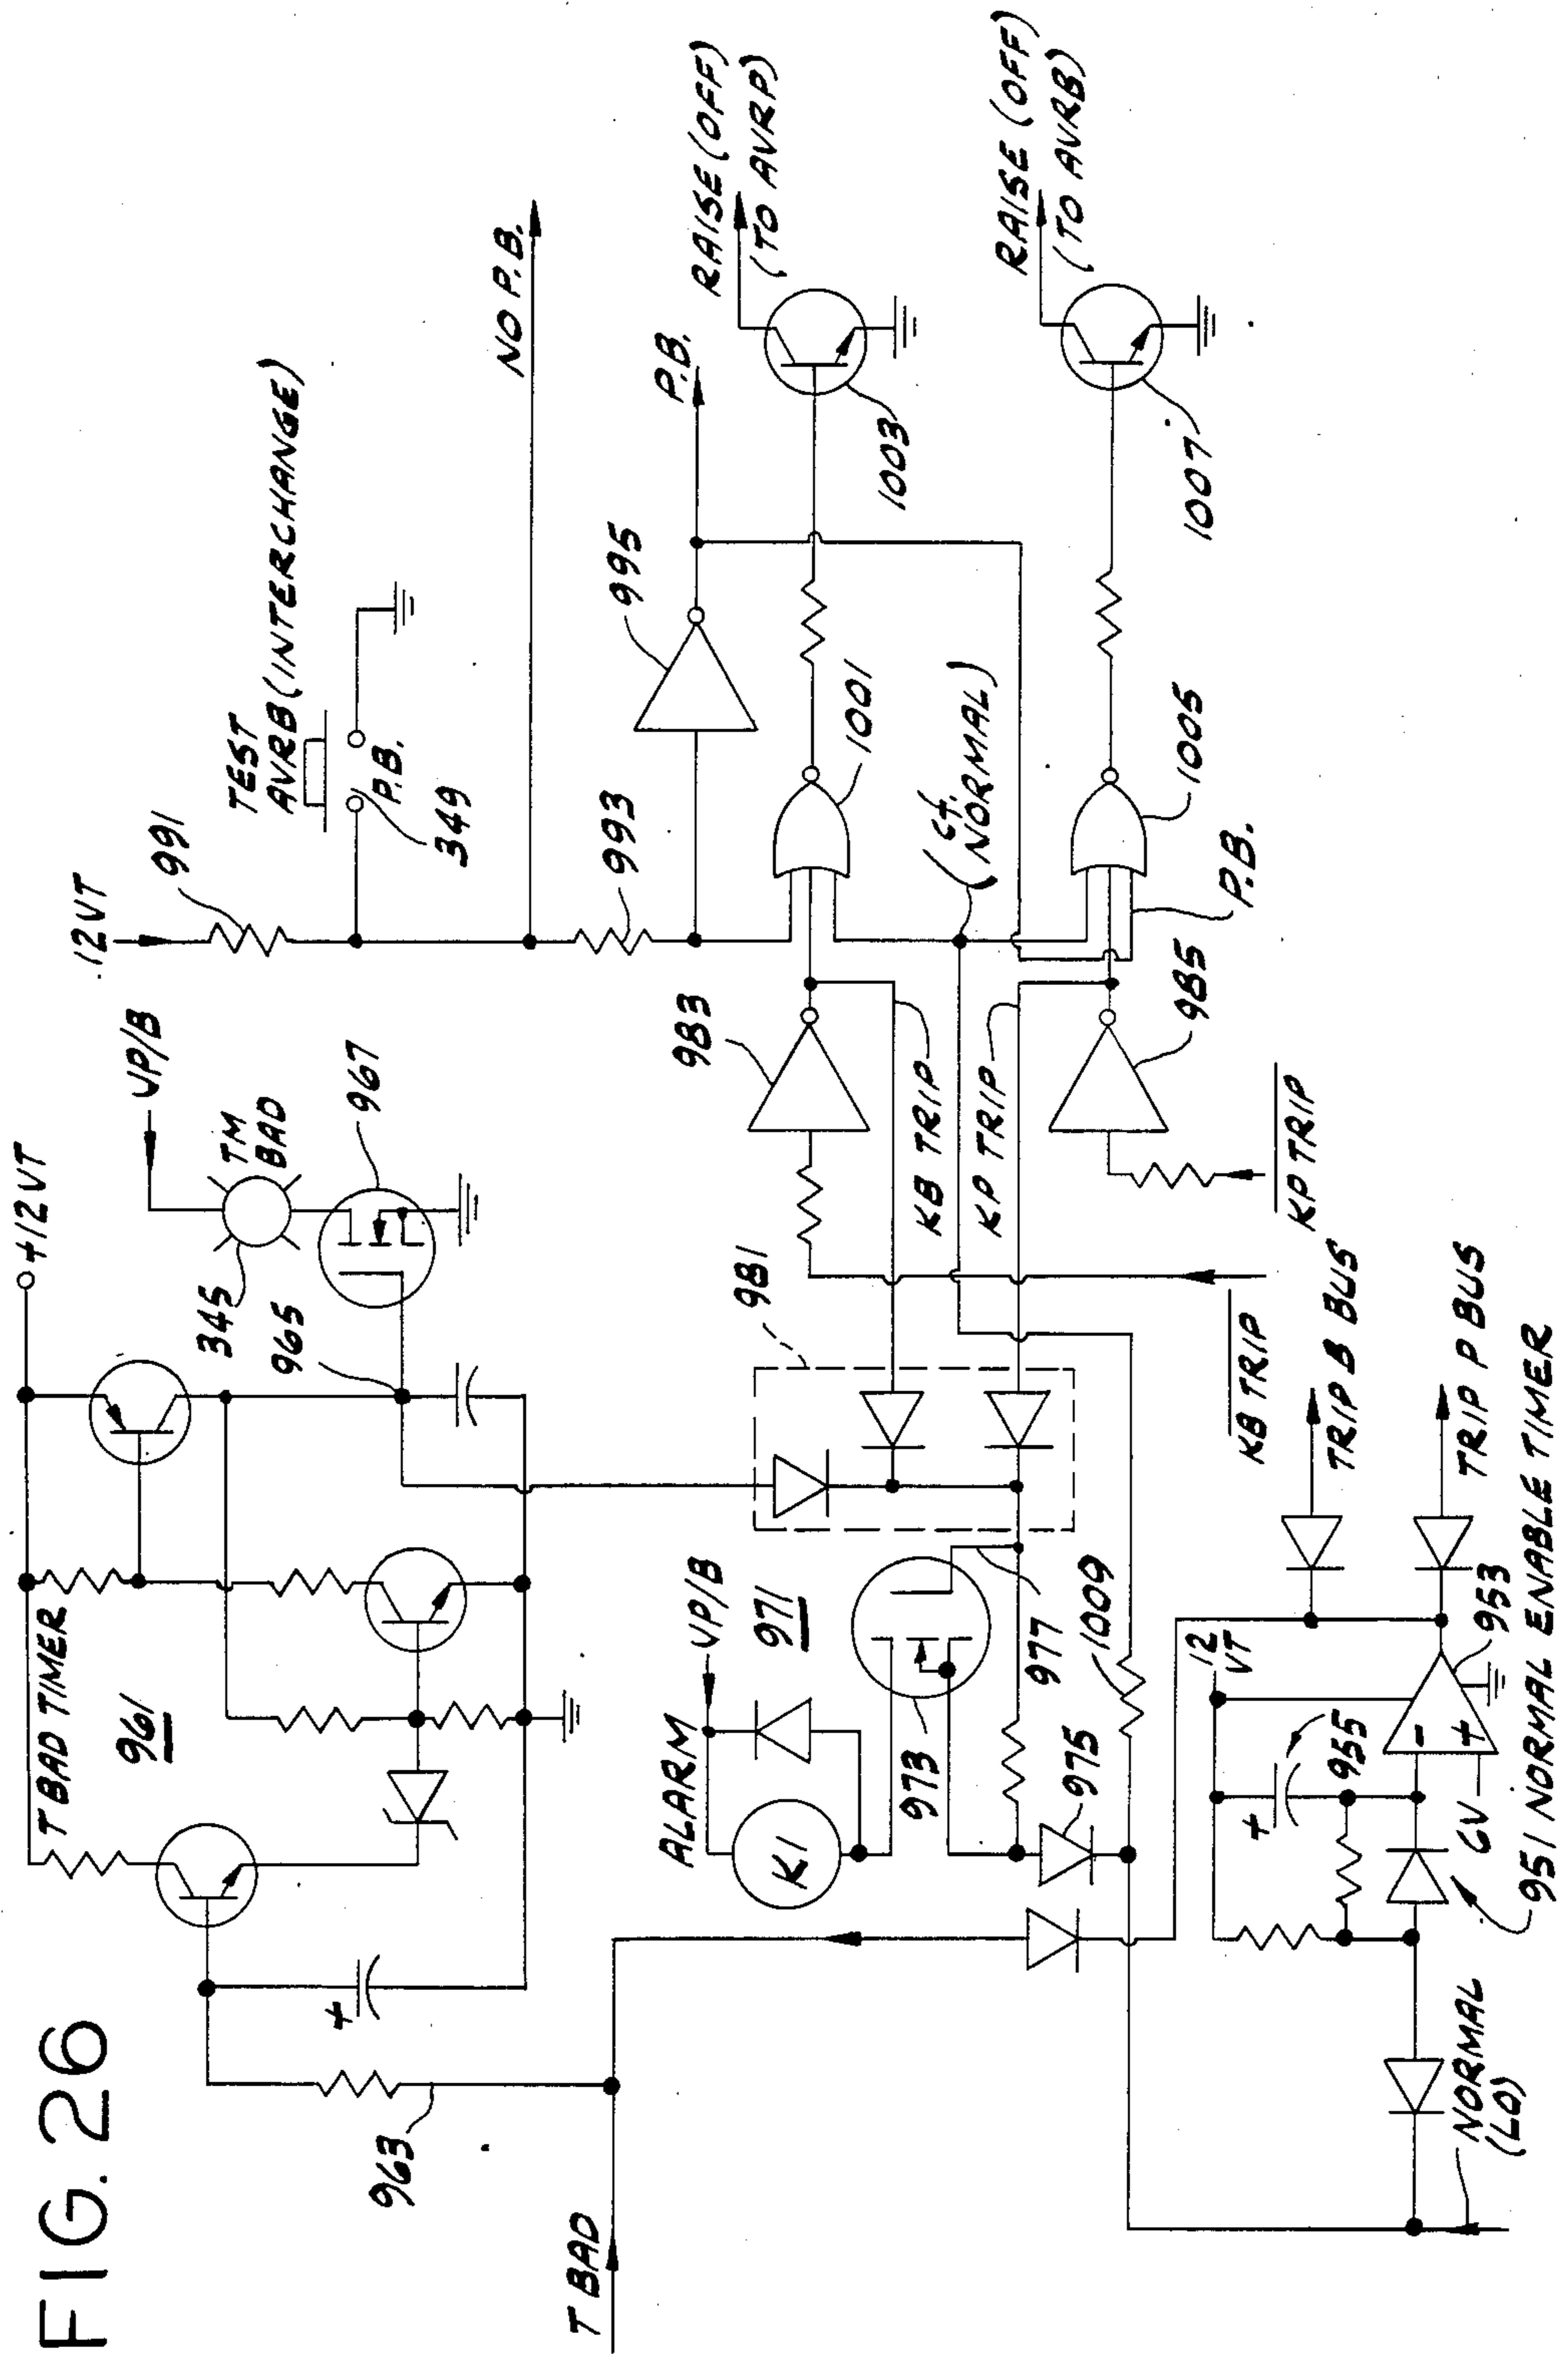 FIG. 26
T BAD TIMER
961
963
T BAD
+12VT
VP/B
TM
BAD
345
965
967
ALARM
VP/B
971
K1
973
975
977
1009
981
12VT
991
TEST
AVRB (INTERCHANGE)
P.B.
349
NO P.B.
993
995
P.B.
983
1001
RAISE (OFF)
(TO AVRP)
1003
KB TRIP
KP TRIP
(CF.
NORMAL)
985
1005
P.B.
RAISE (OFF)
(TO AVRB)
1007
KB TRIP
KP TRIP
TRIP B BUS
TRIP P BUS
12
VT
+
955
-
+
6V
953
951 NORMAL ENABLE TIMER
NORMAL
(LO)
+